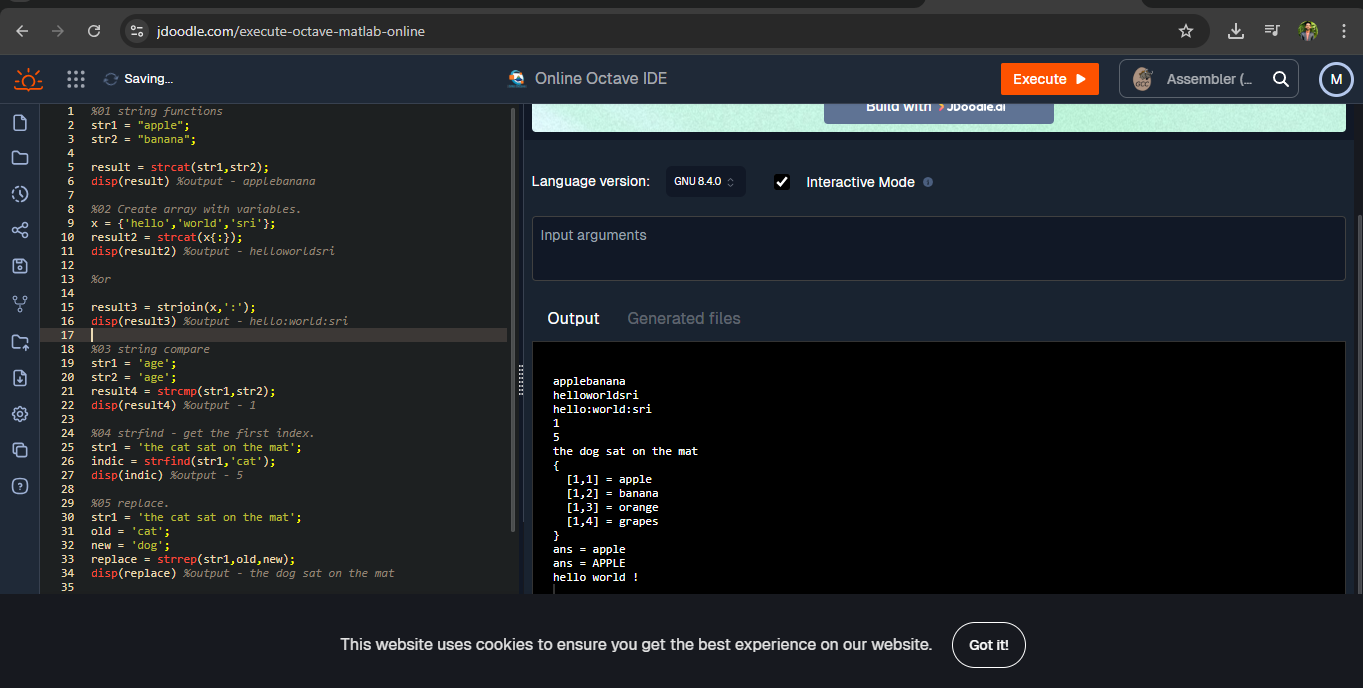 jdoodle.com/execute-octave-matlab-online
Saving...
Online Octave IDE
Execute
Assembler (...
M
1 %01 string functions
2 str1 = "apple";
3 str2 = "banana";
4
5 result = strcat(str1,str2);
6 disp(result) %output - applebanana
7
8 %02 Create array with variables.
9 x = {'hello','world','sri'};
10 result2 = strcat(x{:});
11 disp(result2) %output - helloworldsri
12
13 %or
14
15 result3 = strjoin(x,':');
16 disp(result3) %output - hello:world:sri
17
18 %03 string compare
19 str1 = 'age';
20 str2 = 'age';
21 result4 = strcmp(str1,str2);
22 disp(result4) %output - 1
23
24 %04 strfind - get the first index.
25 str1 = 'the cat sat on the mat';
26 indic = strfind(str1,'cat');
27 disp(indic) %output - 5
28
29 %05 replace.
30 str1 = 'the cat sat on the mat';
31 old = 'cat';
32 new = 'dog';
33 replace = strrep(str1,old,new);
34 disp(replace) %output - the dog sat on the mat
35
Build with JDoodle.ai
Language version:
GNU 8.4.0
Interactive Mode
Input arguments
Output
Generated files
applebanana
helloworldsri
hello:world:sri
1
5
the dog sat on the mat
{
[1,1] = apple
[1,2] = banana
[1,3] = orange
[1,4] = grapes
}
ans = apple
ans = APPLE
hello world !
This website uses cookies to ensure you get the best experience on our website.
Got it!